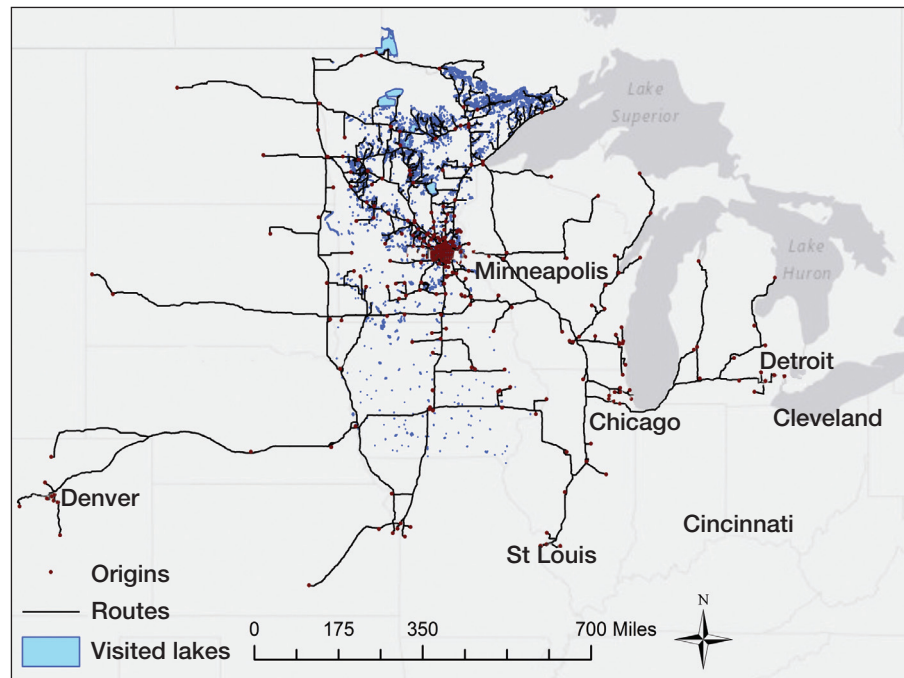 Lake
Superior
Lake
Huron
Minneapolis
Detroit
Chicago
Cleveland
Denver
Cincinnati
St Louis
Origins
Routes
Visited lakes
0 175 350 700 Miles
N